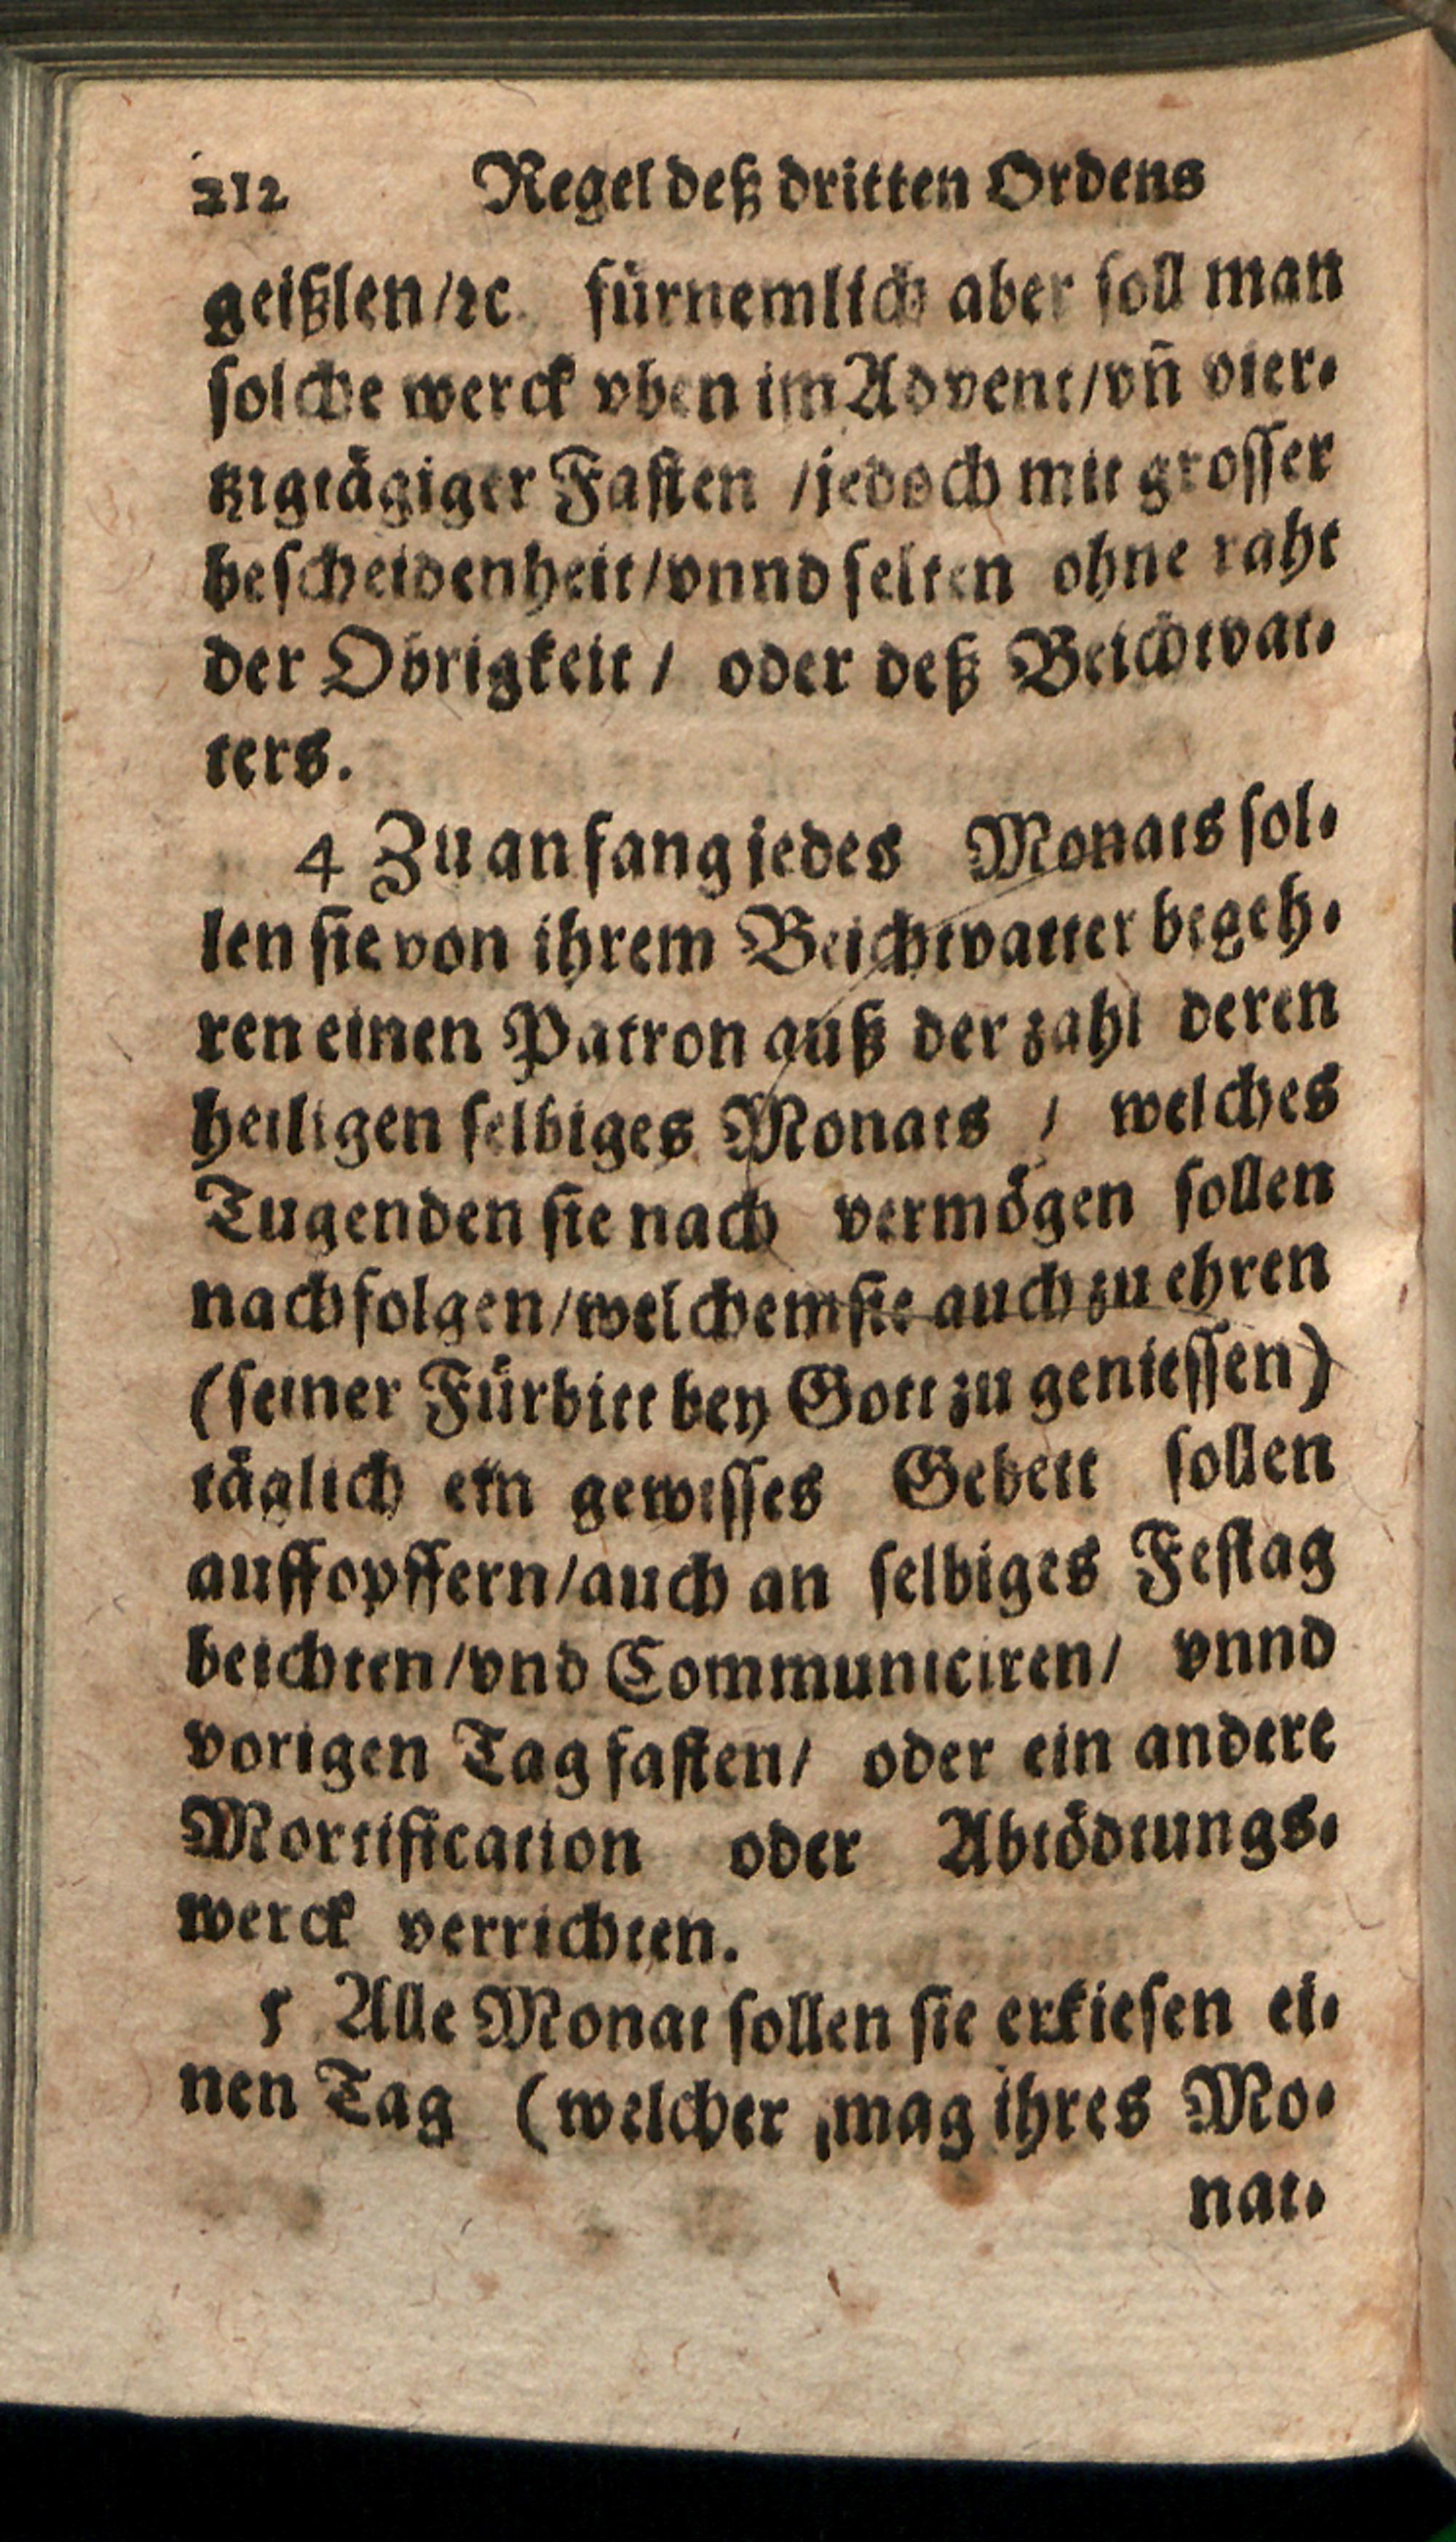 212 Regel deß dritten Ordens
geißlen/ꝛc. fürnemlich aber soll man
solche werck vben im Advent/vñ vier-
tzigtägiger Fasten /jedoch mit grosser
bescheidenheit/vnnd selten ohne raht
der Obrigkeit / oder deß Beichtvat-
ters.
4 Zu anfang jedes Monats sol-
len sie von ihrem Beichtvatter begeh-
ren einen Patron auß der zahl deren
heiligen selbiges Monats / welches
Tugenden sie nach vermögen sollen
nachfolgen/welchem sie auch zu ehren
(seiner Fürbitt bey Gott zu geniessen)
täglich ein gewisses Gebett sollen
auffopffern/auch an selbiges Festag
beichten/vnd Communiciren/ vnnd
vorigen Tag fasten/ oder ein andere
Mortification oder Abtödtungs-
werck verrichten.
5 Alle Monat sollen sie erkiesen ei-
nen Tag (welcher mag ihres Mo-
nat-